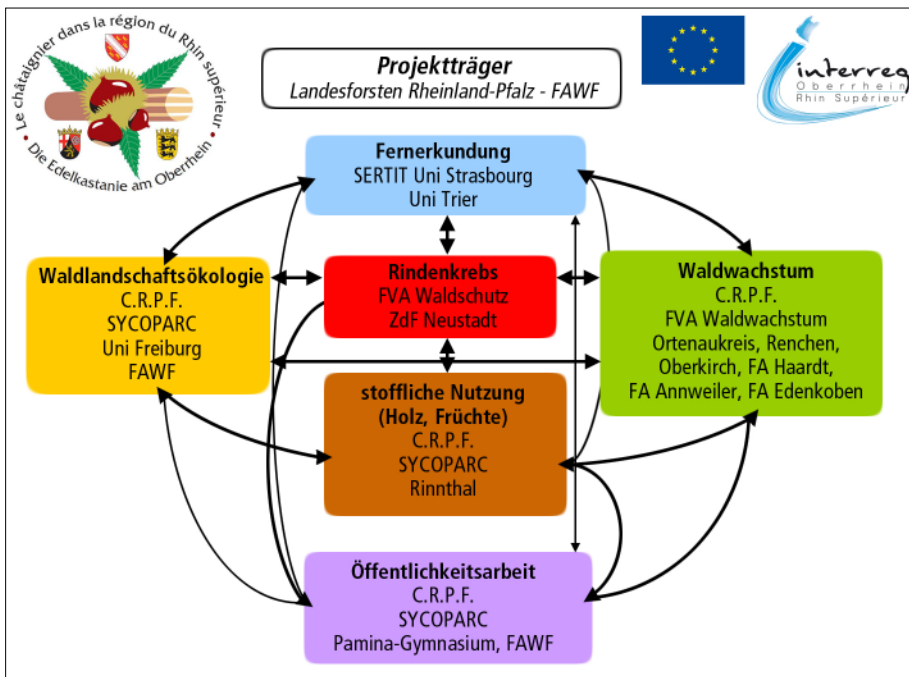 Le châtaignier dans la région du Rhin supérieur •
Die Edelkastanie am Oberrhein •
Projektträger
Landesforsten Rheinland-Pfalz - FAWF
interreg
Oberrhein
Rhin Supérieur
Fernerkundung
SERTIT Uni Strasbourg
Uni Trier
Waldlandschaftsökologie
C.R.P.F.
SYCOPARC
Uni Freiburg
FAWF
Rindenkrebs
FVA Waldschutz
ZdF Neustadt
Waldwachstum
C.R.P.F.
FVA Waldwachstum
Ortenaukreis, Renchen,
Oberkirch, FA Haardt,
FA Annweiler, FA Edenkoben
stoffliche Nutzung
(Holz, Früchte)
C.R.P.F.
SYCOPARC
Rinnthal
Öffentlichkeitsarbeit
C.R.P.F.
SYCOPARC
Pamina-Gymnasium, FAWF